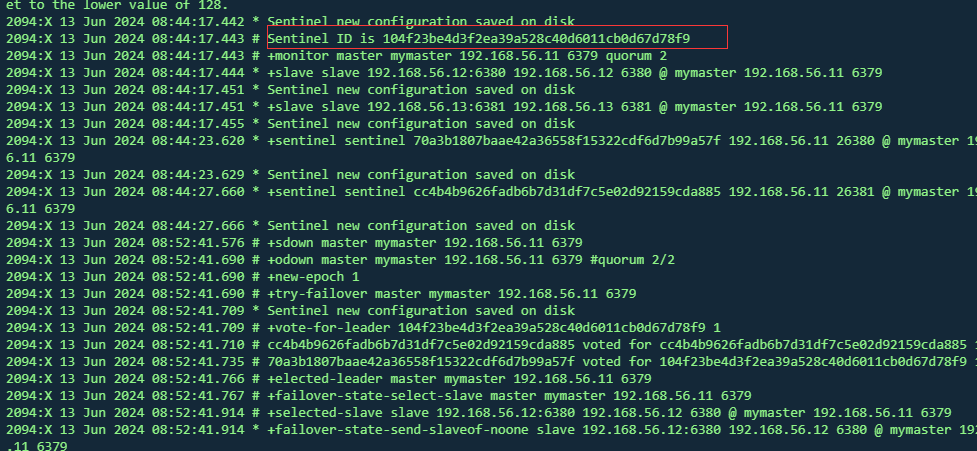 et to the lower value of 128.
2094:X 13 Jun 2024 08:44:17.442 * Sentinel new configuration saved on disk
2094:X 13 Jun 2024 08:44:17.443 # Sentinel ID is 104f23be4d3f2ea39a528c40d6011cb0d67d78f9
2094:X 13 Jun 2024 08:44:17.443 # +monitor master mymaster 192.168.56.11 6379 quorum 2
2094:X 13 Jun 2024 08:44:17.444 * +slave slave 192.168.56.12:6380 192.168.56.12 6380 @ mymaster 192.168.56.11 6379
2094:X 13 Jun 2024 08:44:17.451 * Sentinel new configuration saved on disk
2094:X 13 Jun 2024 08:44:17.451 * +slave slave 192.168.56.13:6381 192.168.56.13 6381 @ mymaster 192.168.56.11 6379
2094:X 13 Jun 2024 08:44:17.455 * Sentinel new configuration saved on disk
2094:X 13 Jun 2024 08:44:23.620 * +sentinel sentinel 70a3b1807baae42a36558f15322cdf6d7b99a57f 192.168.56.11 26380 @ mymaster 19
6.11 6379
2094:X 13 Jun 2024 08:44:23.629 * Sentinel new configuration saved on disk
2094:X 13 Jun 2024 08:44:27.660 * +sentinel sentinel cc4b4b9626fadb6b7d31df7c5e02d92159cda885 192.168.56.11 26381 @ mymaster 19
6.11 6379
2094:X 13 Jun 2024 08:44:27.666 * Sentinel new configuration saved on disk
2094:X 13 Jun 2024 08:52:41.576 # +sdown master mymaster 192.168.56.11 6379
2094:X 13 Jun 2024 08:52:41.690 # +odown master mymaster 192.168.56.11 6379 #quorum 2/2
2094:X 13 Jun 2024 08:52:41.690 # +new-epoch 1
2094:X 13 Jun 2024 08:52:41.690 # +try-failover master mymaster 192.168.56.11 6379
2094:X 13 Jun 2024 08:52:41.709 * Sentinel new configuration saved on disk
2094:X 13 Jun 2024 08:52:41.709 # +vote-for-leader 104f23be4d3f2ea39a528c40d6011cb0d67d78f9 1
2094:X 13 Jun 2024 08:52:41.710 # cc4b4b9626fadb6b7d31df7c5e02d92159cda885 voted for cc4b4b9626fadb6b7d31df7c5e02d92159cda885 1
2094:X 13 Jun 2024 08:52:41.735 # 70a3b1807baae42a36558f15322cdf6d7b99a57f voted for 104f23be4d3f2ea39a528c40d6011cb0d67d78f9 1
2094:X 13 Jun 2024 08:52:41.766 # +elected-leader master mymaster 192.168.56.11 6379
2094:X 13 Jun 2024 08:52:41.767 # +failover-state-select-slave master mymaster 192.168.56.11 6379
2094:X 13 Jun 2024 08:52:41.914 # +selected-slave slave 192.168.56.12:6380 192.168.56.12 6380 @ mymaster 192.168.56.11 6379
2094:X 13 Jun 2024 08:52:41.914 * +failover-state-send-slaveof-noone slave 192.168.56.12:6380 192.168.56.12 6380 @ mymaster 192
.11 6379